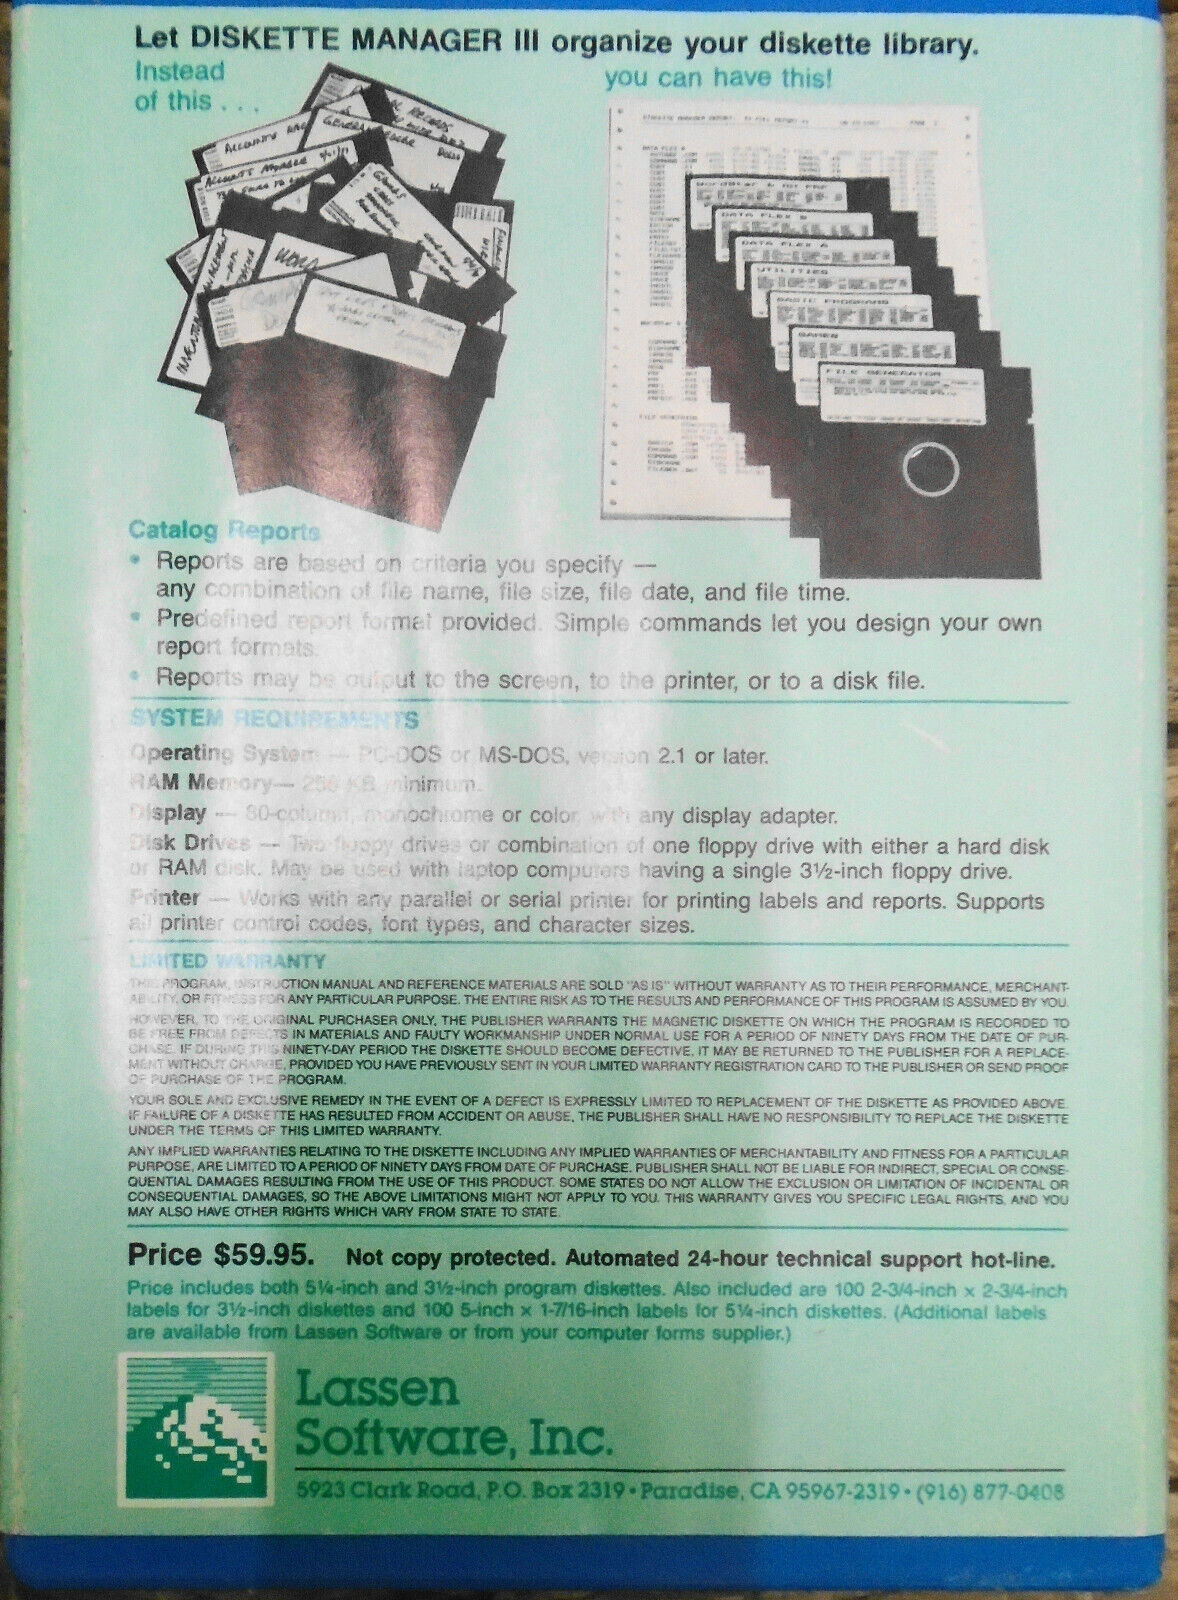 Let DISKETTE MANAGER III organize your diskette library.
Instead
of this . . .
you can have this!
ACCOUNTS MANAGER
GENERAL
WORD
DATA FLEX B
DATA FLEX A
UTILITIES
BASIC PROGRAMS
GAMES
FILE GENERATOR
Catalog Reports
• Reports are based on criteria you specify —
any combination of file name, file size, file date, and file time.
• Predefined report format provided. Simple commands let you design your own
report formats.
• Reports may be output to the screen, to the printer, or to a disk file.
SYSTEM REQUIREMENTS
Operating System — PC-DOS or MS-DOS, version 2.1 or later.
RAM Memory— 256 KB minimum.
Display — 80-column, monochrome or color, with any display adapter.
Disk Drives — Two floppy drives or combination of one floppy drive with either a hard disk
or RAM disk. May be used with laptop computers having a single 3½-inch floppy drive.
Printer — Works with any parallel or serial printer for printing labels and reports. Supports
all printer control codes, font types, and character sizes.
LIMITED WARRANTY
THIS PROGRAM, INSTRUCTION MANUAL AND REFERENCE MATERIALS ARE SOLD "AS IS" WITHOUT WARRANTY AS TO THEIR PERFORMANCE, MERCHANT-
ABILITY, OR FITNESS FOR ANY PARTICULAR PURPOSE. THE ENTIRE RISK AS TO THE RESULTS AND PERFORMANCE OF THIS PROGRAM IS ASSUMED BY YOU.
HOWEVER, TO THE ORIGINAL PURCHASER ONLY, THE PUBLISHER WARRANTS THE MAGNETIC DISKETTE ON WHICH THE PROGRAM IS RECORDED TO
BE FREE FROM DEFECTS IN MATERIALS AND FAULTY WORKMANSHIP UNDER NORMAL USE FOR A PERIOD OF NINETY DAYS FROM THE DATE OF PUR-
CHASE. IF DURING THIS NINETY-DAY PERIOD THE DISKETTE SHOULD BECOME DEFECTIVE, IT MAY BE RETURNED TO THE PUBLISHER FOR A REPLACE-
MENT WITHOUT CHARGE, PROVIDED YOU HAVE PREVIOUSLY SENT IN YOUR LIMITED WARRANTY REGISTRATION CARD TO THE PUBLISHER OR SEND PROOF
OF PURCHASE OF THE PROGRAM.
YOUR SOLE AND EXCLUSIVE REMEDY IN THE EVENT OF A DEFECT IS EXPRESSLY LIMITED TO REPLACEMENT OF THE DISKETTE AS PROVIDED ABOVE.
IF FAILURE OF A DISKETTE HAS RESULTED FROM ACCIDENT OR ABUSE, THE PUBLISHER SHALL HAVE NO RESPONSIBILITY TO REPLACE THE DISKETTE
UNDER THE TERMS OF THIS LIMITED WARRANTY.
ANY IMPLIED WARRANTIES RELATING TO THE DISKETTE INCLUDING ANY IMPLIED WARRANTIES OF MERCHANTABILITY AND FITNESS FOR A PARTICULAR
PURPOSE, ARE LIMITED TO A PERIOD OF NINETY DAYS FROM DATE OF PURCHASE. PUBLISHER SHALL NOT BE LIABLE FOR INDIRECT, SPECIAL OR CONSE-
QUENTIAL DAMAGES RESULTING FROM THE USE OF THIS PRODUCT. SOME STATES DO NOT ALLOW THE EXCLUSION OR LIMITATION OF INCIDENTAL OR
CONSEQUENTIAL DAMAGES, SO THE ABOVE LIMITATIONS MIGHT NOT APPLY TO YOU. THIS WARRANTY GIVES YOU SPECIFIC LEGAL RIGHTS, AND YOU
MAY ALSO HAVE OTHER RIGHTS WHICH VARY FROM STATE TO STATE.
Price $59.95. Not copy protected. Automated 24-hour technical support hot-line.
Price includes both 5¼-inch and 3½-inch program diskettes. Also included are 100 2-3/4-inch x 2-3/4-inch
labels for 3½-inch diskettes and 100 5-inch x 1-7/16-inch labels for 5¼-inch diskettes. (Additional labels
are available from Lassen Software or from your computer forms supplier.)
Lassen
Software, Inc.
5923 Clark Road, P.O. Box 2319 • Paradise, CA 95967-2319 • (916) 877-0408